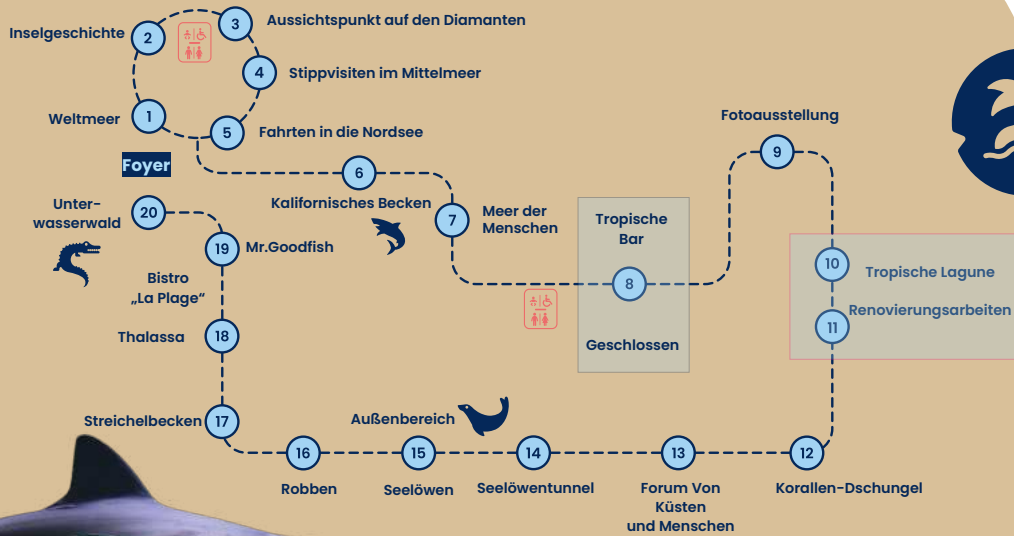 Inselgeschichte
2
3
Aussichtspunkt auf den Diamanten
4
Stippvisiten im Mittelmeer
Weltmeer
1
5
Fahrten in die Nordsee
Foyer
6
Kalifornisches Becken
7
Meer der
Menschen
Tropische
Bar
8
Geschlossen
Fotoausstellung
9
10
Tropische Lagune
Renovierungsarbeiten
11
12
Korallen-Dschungel
13
Forum Von
Küsten
und Menschen
14
Seelöwentunnel
Außenbereich
15
Seelöwen
16
Robben
Streichelbecken
17
Thalassa
18
Bistro
„La Plage“
19
Mr.Goodfish
Unter-
wasserwald
20